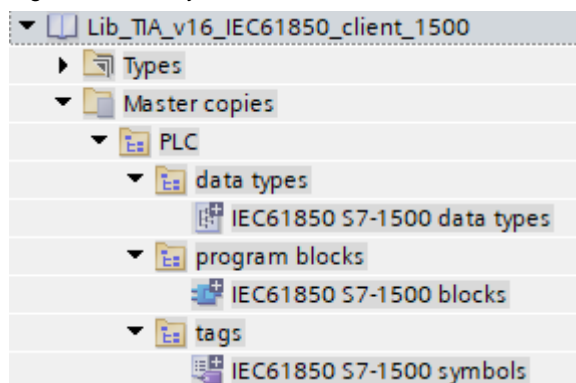 Lib_TIA_v16_IEC61850_client_1500
Types
Master copies
PLC
data types
IEC61850 S7-1500 data types
program blocks
IEC61850 S7-1500 blocks
tags
IEC61850 S7-1500 symbols